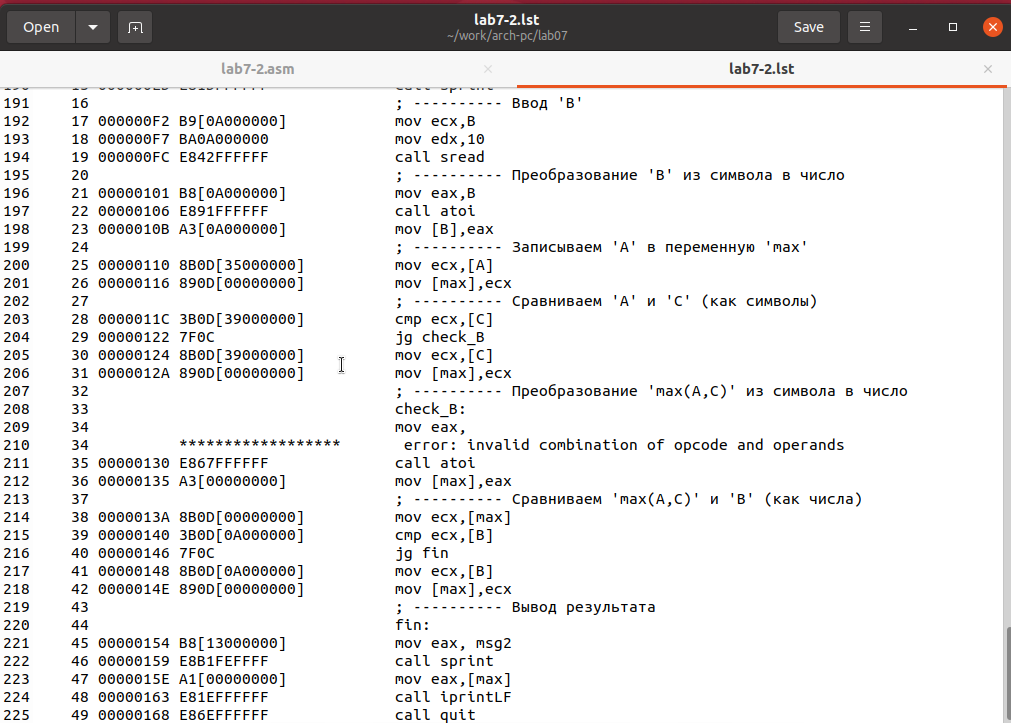 Open
lab7-2.lst
~/work/arch-pc/lab07
Save
lab7-2.asm
lab7-2.lst
191 16 ; ---------- Ввод 'B'
192 17 000000F2 B9[0A000000] mov ecx,B
193 18 000000F7 BA0A000000 mov edx,10
194 19 000000FC E842FFFFFF call sread
195 20 ; ---------- Преобразование 'B' из символа в число
196 21 00000101 B8[0A000000] mov eax,B
197 22 00000106 E891FFFFFF call atoi
198 23 0000010B A3[0A000000] mov [B],eax
199 24 ; ---------- Записываем 'A' в переменную 'max'
200 25 00000110 8B0D[35000000] mov ecx,[A]
201 26 00000116 890D[00000000] mov [max],ecx
202 27 ; ---------- Сравниваем 'A' и 'C' (как символы)
203 28 0000011C 3B0D[39000000] cmp ecx,[C]
204 29 00000122 7F0C jg check_B
205 30 00000124 8B0D[39000000] mov ecx,[C]
206 31 0000012A 890D[00000000] mov [max],ecx
207 32 ; ---------- Преобразование 'max(A,C)' из символа в число
208 33 check_B:
209 34 mov eax,
210 34 ****************** error: invalid combination of opcode and operands
211 35 00000130 E867FFFFFF call atoi
212 36 00000135 A3[00000000] mov [max],eax
213 37 ; ---------- Сравниваем 'max(A,C)' и 'B' (как числа)
214 38 0000013A 8B0D[00000000] mov ecx,[max]
215 39 00000140 3B0D[0A000000] cmp ecx,[B]
216 40 00000146 7F0C jg fin
217 41 00000148 8B0D[0A000000] mov ecx,[B]
218 42 0000014E 890D[00000000] mov [max],ecx
219 43 ; ---------- Вывод результата
220 44 fin:
221 45 00000154 B8[13000000] mov eax, msg2
222 46 00000159 E8B1FEFFFF call sprint
223 47 0000015E A1[00000000] mov eax,[max]
224 48 00000163 E81EFFFFFF call iprintLF
225 49 00000168 E86EFFFFFF call quit